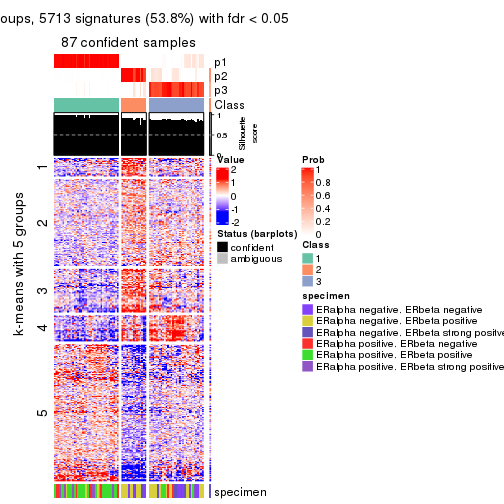 oups, 5713 signatures (53.8%) with fdr < 0.05
87 confident samples
p1
p2
p3
Class
1
0.5
0
Silhouette
score
k-means with 5 groups
1
2
3
4
5
specimen
Value
2
1
0
-1
-2
Status (barplots)
confident
ambiguous
Prob
1
0.8
0.6
0.4
0.2
0
Class
1
2
3
specimen
ERalpha negative. ERbeta negative
ERalpha negative. ERbeta positive
ERalpha negative. ERbeta strong positive
ERalpha positive. ERbeta negative
ERalpha positive. ERbeta positive
ERalpha positive. ERbeta strong positive